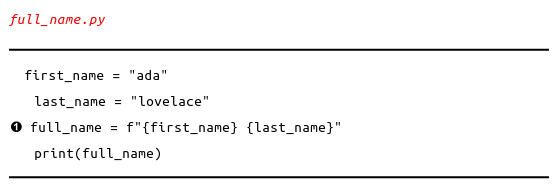 full_name.py
first_name = "ada"
last_name = "lovelace"
❶ full_name = f"{first_name} {last_name}"
print(full_name)